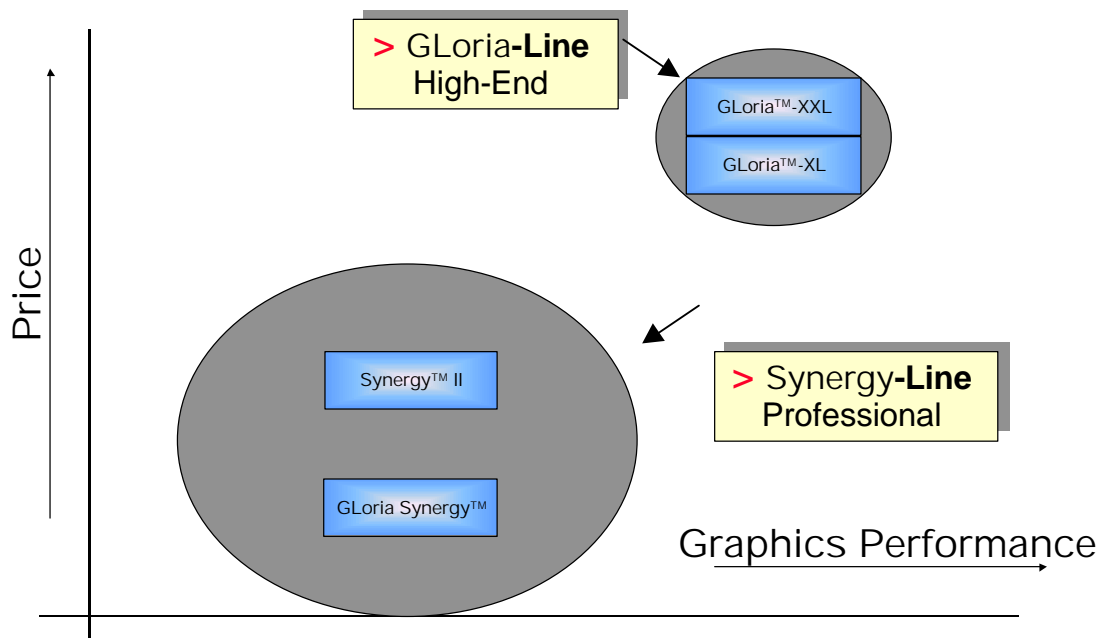 > GLoria-Line
High-End
GLoria™-XXL
GLoria™-XL
Price
Synergy™ II
> Synergy-Line
Professional
GLoria Synergy™
Graphics Performance